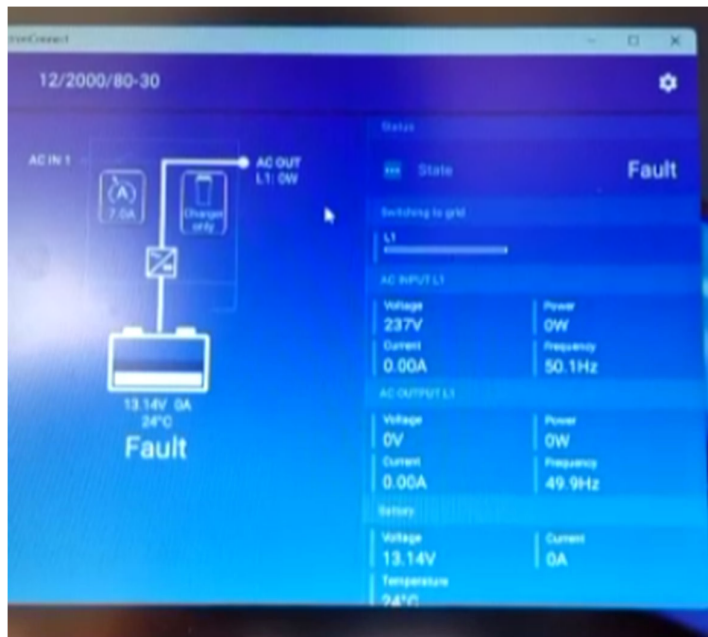 12/2000/80-30
AC IN 1
AC OUT
L1: 0W
7.0A
Charger
only
13.14V 0A
24°C
Fault
Status
State
Fault
Switching to grid
L1
AC INPUT L1
Voltage
237V
Power
0W
Current
0.00A
Frequency
50.1Hz
AC OUTPUT L1
Voltage
0V
Power
0W
Current
0.00A
Frequency
49.9Hz
Battery
Voltage
13.14V
Current
0A
Temperature
24°C